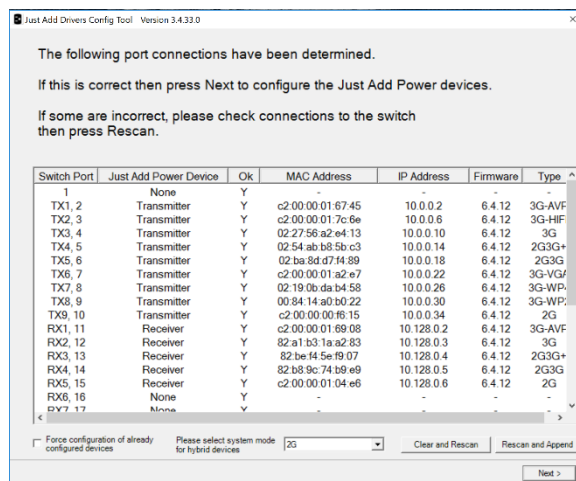 Just Add Drivers Config Tool Version 3.4.33.0
The following port connections have been determined.
If this is correct then press Next to configure the Just Add Power devices.
If some are incorrect, please check connections to the switch
then press Rescan.
Switch Port Just Add Power Device Ok MAC Address IP Address Firmware Type
1 None Y - - - -
TX1, 2 Transmitter Y c2:00:00:01:67:45 10.0.0.2 6.4.12 3G-AVP
TX2, 3 Transmitter Y c2:00:00:01:7c:6e 10.0.0.6 6.4.12 3G-HIF
TX3, 4 Transmitter Y 02:27:56:a2:e4:13 10.0.0.10 6.4.12 3G
TX4, 5 Transmitter Y 02:54:ab:b8:5b:c3 10.0.0.14 6.4.12 2G3G+
TX5, 6 Transmitter Y 02:ba:8d:d7:f4:89 10.0.0.18 6.4.12 2G3G
TX6, 7 Transmitter Y c2:00:00:01:a2:e7 10.0.0.22 6.4.12 3G-VGA
TX7, 8 Transmitter Y 02:19:0b:da:b4:58 10.0.0.26 6.4.12 3G-WP4
TX8, 9 Transmitter Y 00:84:14:a0:b0:22 10.0.0.30 6.4.12 3G-WP2
TX9, 10 Transmitter Y c2:00:00:00:f6:15 10.0.0.34 6.4.12 2G
RX1, 11 Receiver Y c2:00:00:01:69:08 10.128.0.2 6.4.12 3G-AVP
RX2, 12 Receiver Y 82:a1:b3:1a:a2:83 10.128.0.3 6.4.12 3G
RX3, 13 Receiver Y 82:be:f4:5e:f9:07 10.128.0.4 6.4.12 2G3G+
RX4, 14 Receiver Y 82:b8:9c:74:b9:e9 10.128.0.5 6.4.12 2G3G
RX5, 15 Receiver Y c2:00:00:01:04:e6 10.128.0.6 6.4.12 2G
RX6, 16 None Y - - - -
RX7, 17 None Y
Force configuration of already
configured devices
Please select system mode
for hybrid devices
2G
Clear and Rescan
Rescan and Append
Next >